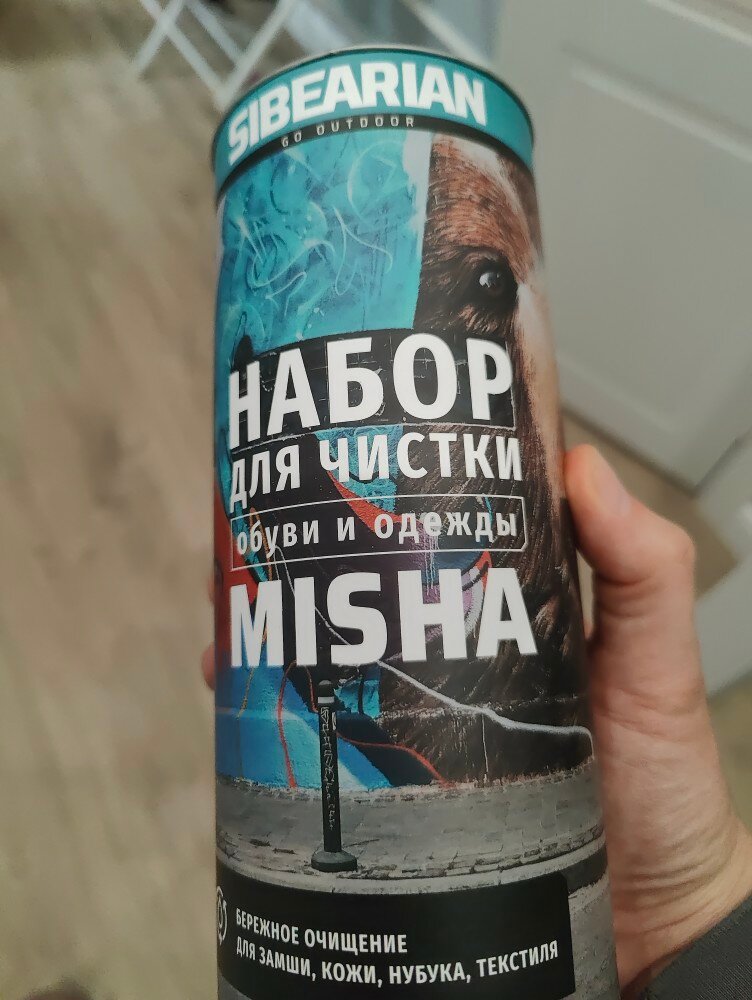 SIBEARIAN
GO OUTDOOR
НАБОР
ДЛЯ ЧИСТКИ
обуви и одежды
MISHA
БЕРЕЖНОЕ ОЧИЩЕНИЕ
ДЛЯ ЗАМШИ, КОЖИ, НУБУКА, ТЕКСТИЛЯ